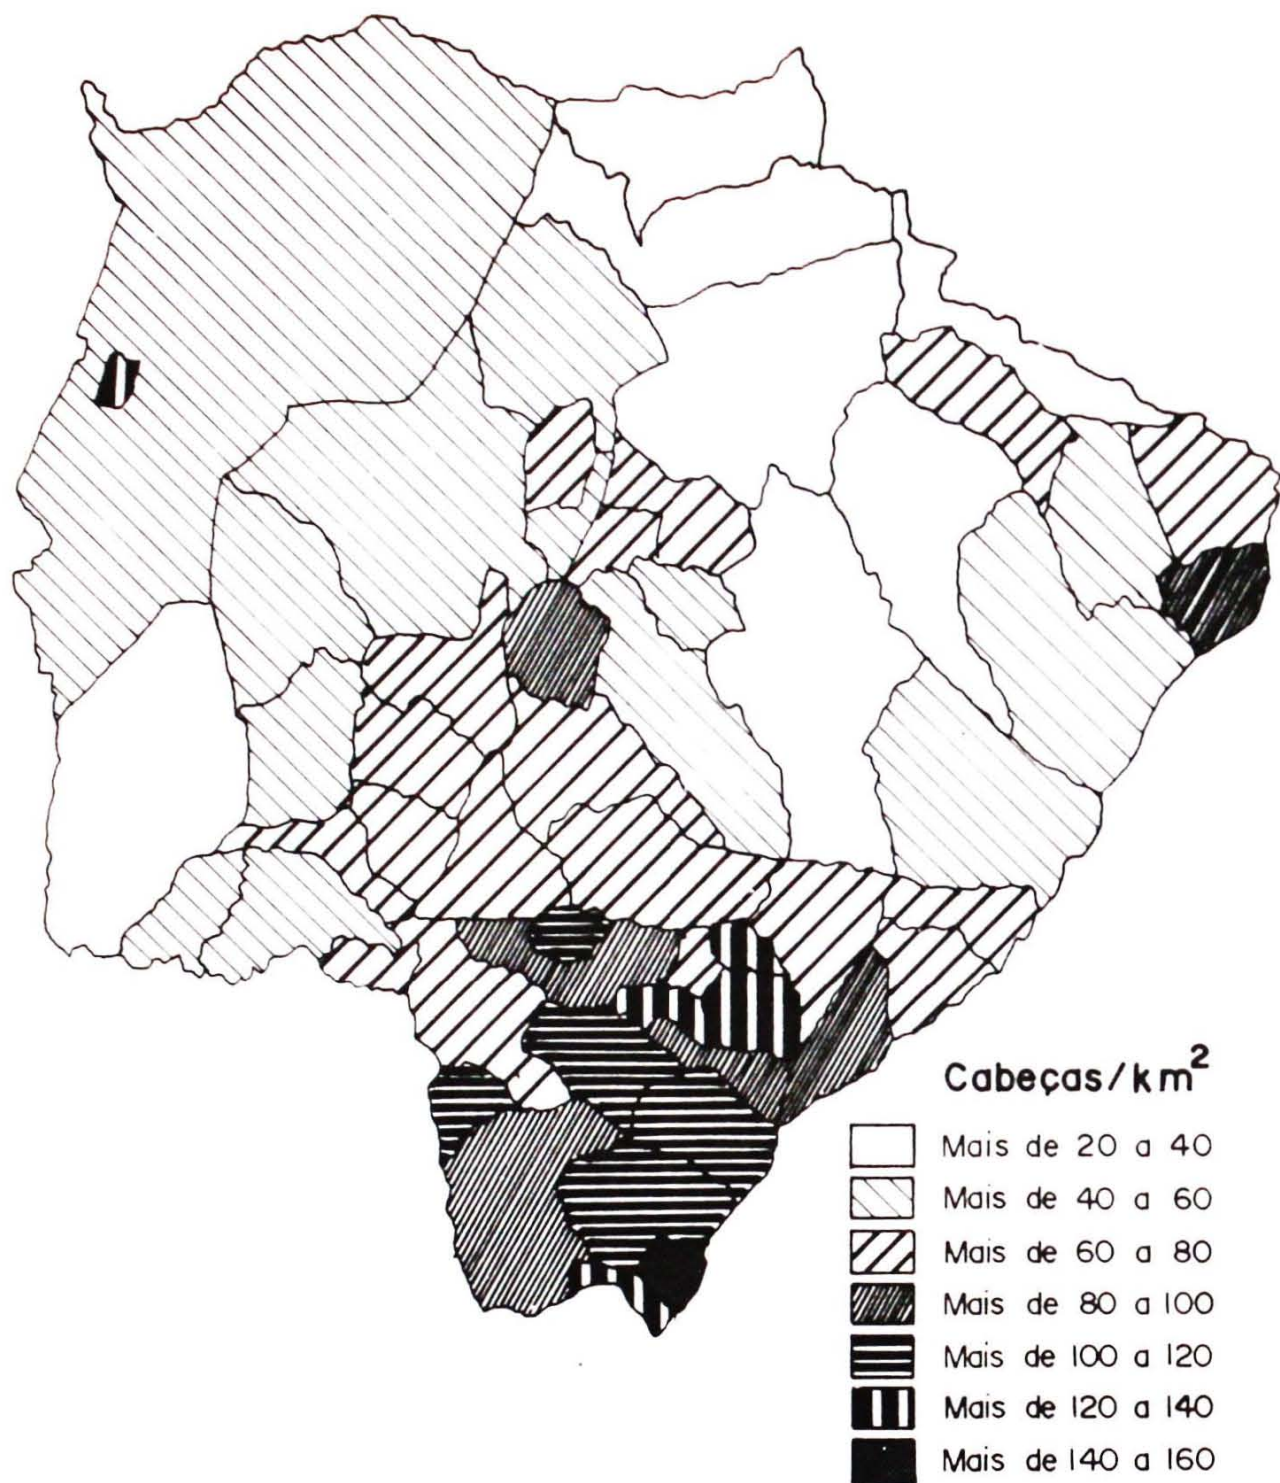 Cabeças/km²
Mais de 20 a 40
Mais de 40 a 60
Mais de 60 a 80
Mais de 80 a 100
Mais de 100 a 120
Mais de 120 a 140
Mais de 140 a 160